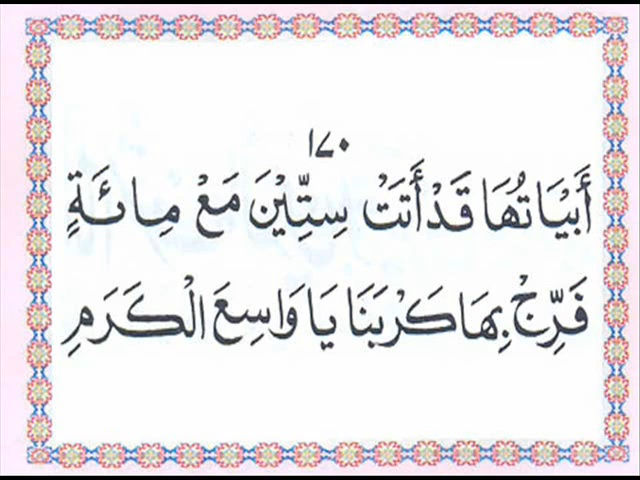 ١٧٠
أَبْيَاتُهَا قَدْ أَتَتْ سِتِّيْنَ مَعْ مِائَةٍ
فَرِّجْ بِهَا كَرْبَنَا يَا وَاسِعَ الْكَرَمِ